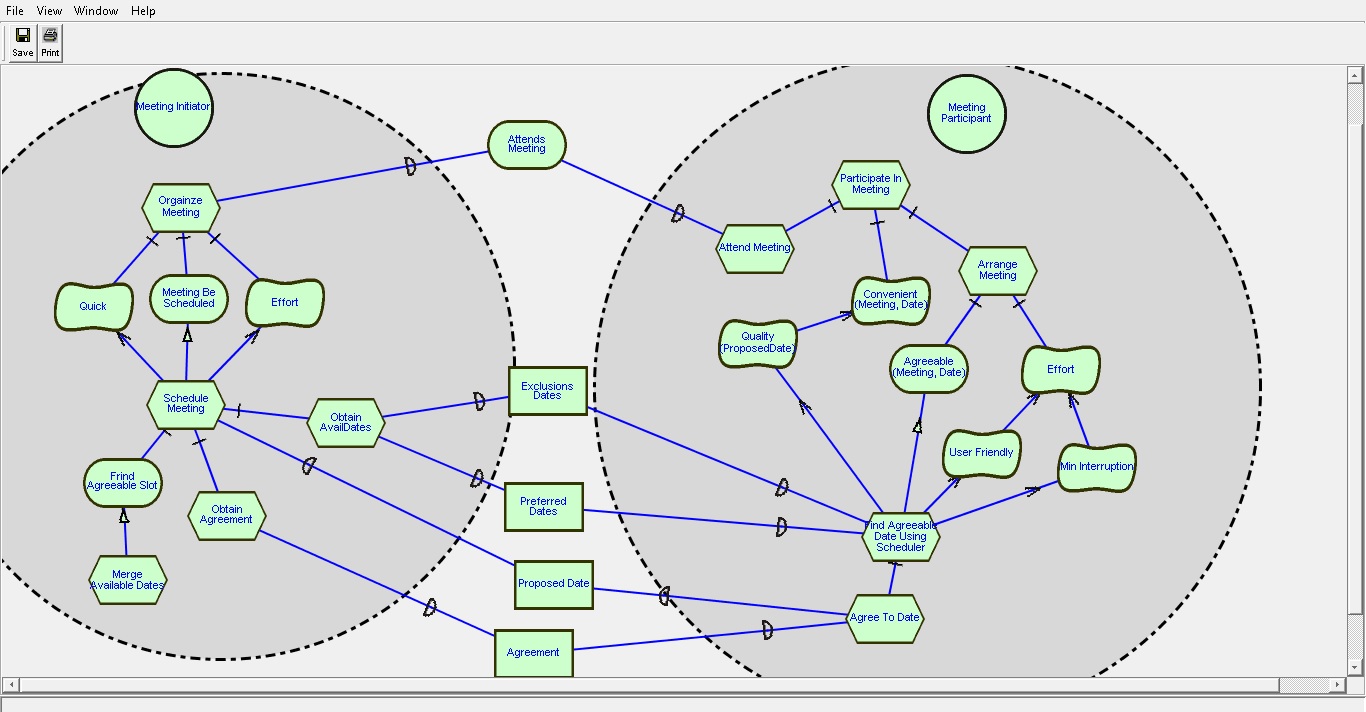 File View Window Help
Save Print
Meeting Initiator
Meeting
Participant
Attends
Meeting
Orgainze
Meeting
Participate In
Meeting
Attend Meeting
Arrange
Meeting
Quick
Meeting Be
Scheduled
Effort
Convenient
(Meeting, Date)
Quality
(ProposedDate)
Agreeable
(Meeting, Date)
Effort
Exclusions
Dates
Schedule
Meeting
Obtain
AvailDates
User Friendly
Min Interruption
Frind
Agreeable Slot
Obtain
Agreement
Preferred
Dates
Find Agreeable
Date Using
Scheduler
Merge
Available Dates
Proposed Date
Agree To Date
Agreement